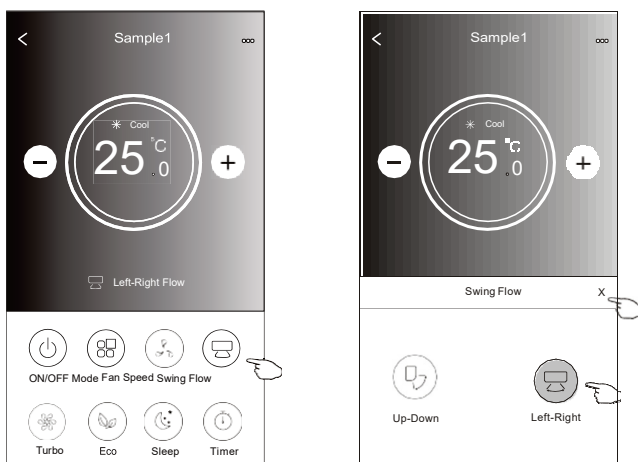 Sample1
Cool
25.0 °C
Left-Right Flow
ON/OFF Mode Fan Speed Swing Flow
Turbo Eco Sleep Timer
Sample1
Cool
25.0 °C
Swing Flow X
Up-Down Left-Right